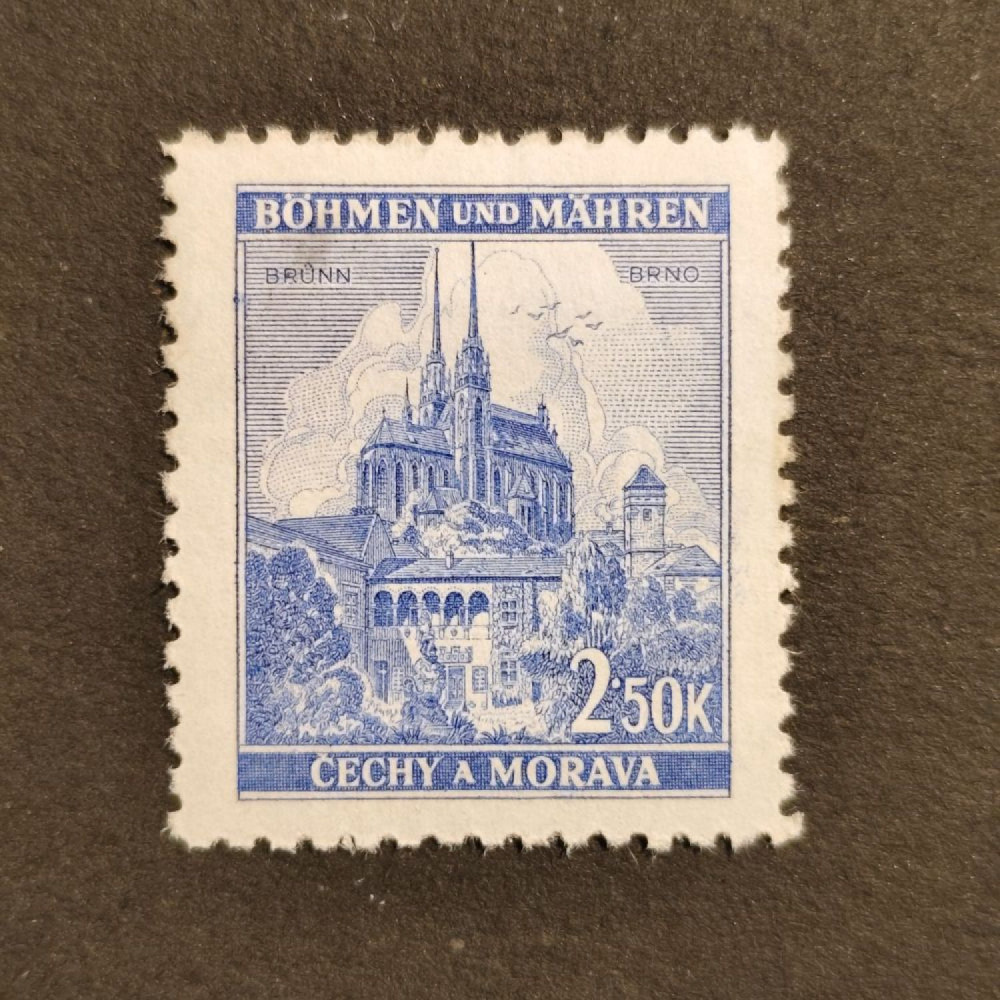 BÖHMEN UND MÄHREN
BRÜNN BRNO
2·50K
ČECHY A MORAVA